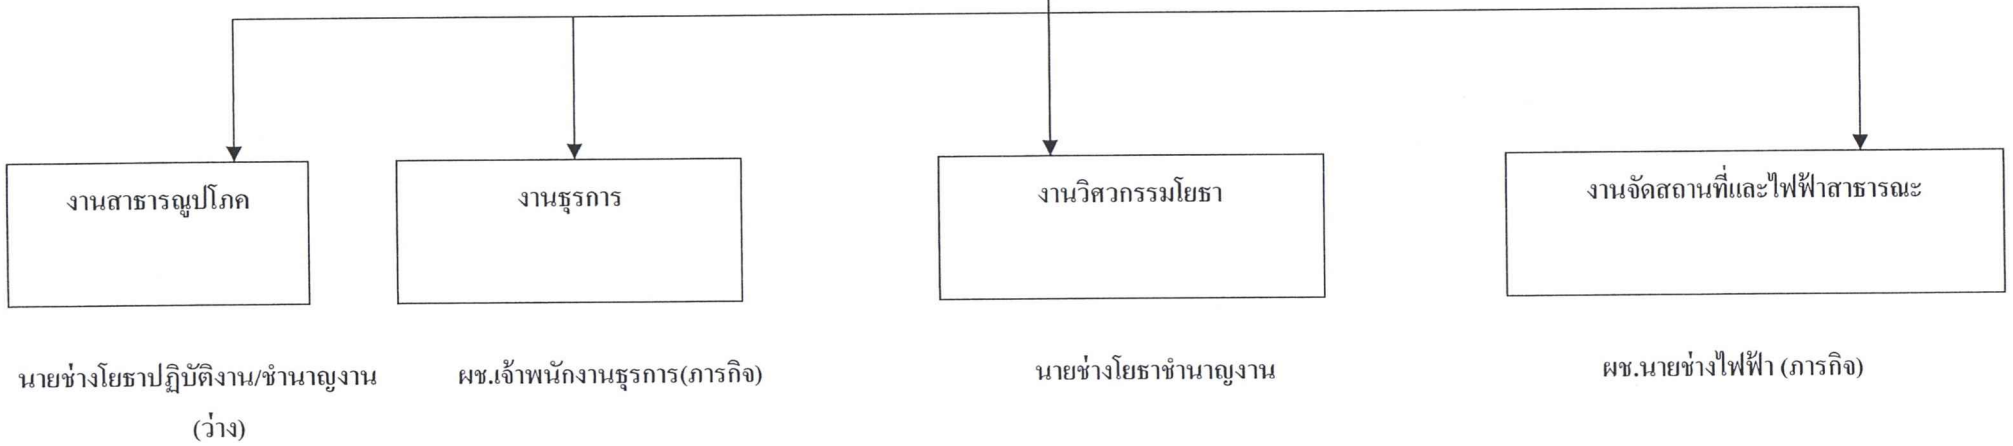 งานสาธารณูปโภค
งานธุรการ
งานวิศวกรรมโยธา
งานจัดสถานที่และไฟฟ้าสาธารณะ
นายช่างโยธาปฏิบัติงาน/ชำนาญงาน
(ว่าง)
ผช.เจ้าพนักงานธุรการ(ภารกิจ)
นายช่างโยธาชำนาญงาน
ผช.นายช่างไฟฟ้า (ภารกิจ)